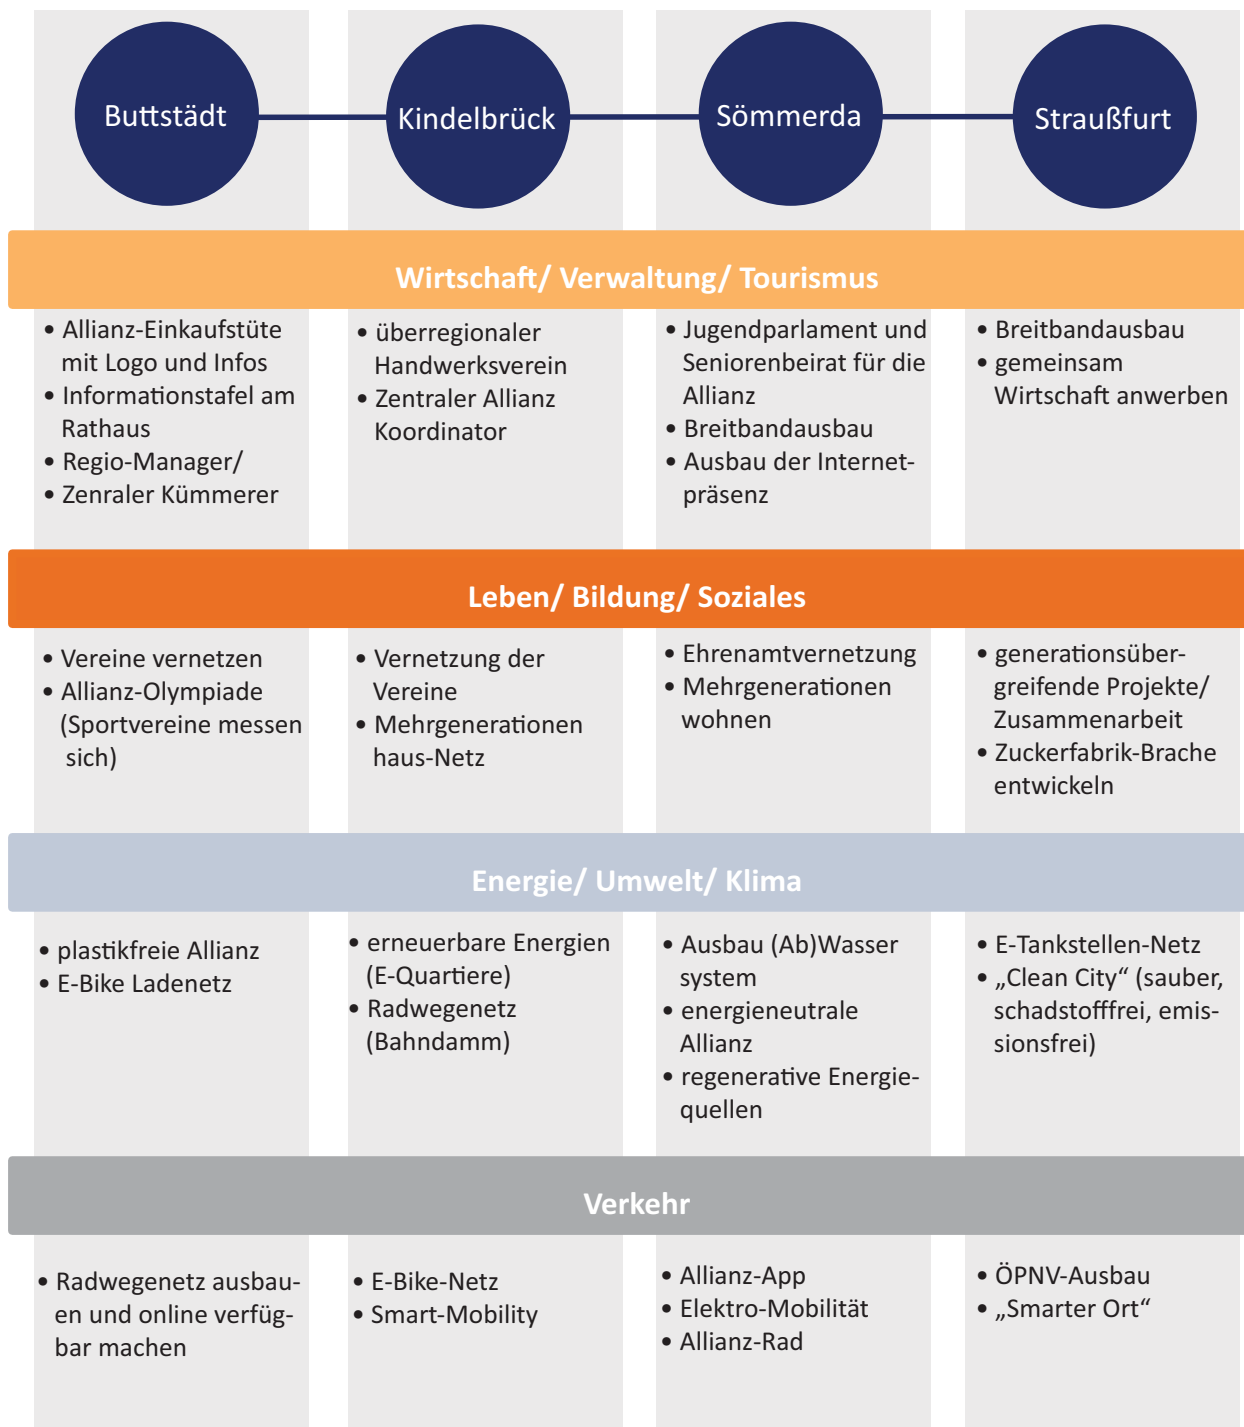 Buttstädt
Kindelbrück
Sömmerda
Straußfurt
Wirtschaft/ Verwaltung/ Tourismus
• Allianz-Einkaufstüte
mit Logo und Infos
• Informationstafel am
Rathaus
• Regio-Manager/
• Zenraler Kümmerer
• überregionaler
Handwerksverein
• Zentraler Allianz
Koordinator
• Jugendparlament und
Seniorenbeirat für die
Allianz
• Breitbandausbau
• Ausbau der Internet-
präsenz
• Breitbandausbau
• gemeinsam
Wirtschaft anwerben
Leben/ Bildung/ Soziales
• Vereine vernetzen
• Allianz-Olympiade
(Sportvereine messen
sich)
• Vernetzung der
Vereine
• Mehrgenerationen
haus-Netz
• Ehrenamtvernetzung
• Mehrgenerationen
wohnen
• generationsüber-
greifende Projekte/
Zusammenarbeit
• Zuckerfabrik-Brache
entwickeln
Energie/ Umwelt/ Klima
• plastikfreie Allianz
• E-Bike Ladenetz
• erneuerbare Energien
(E-Quartiere)
• Radwegenetz
(Bahndamm)
• Ausbau (Ab)Wasser
system
• energieneutrale
Allianz
• regenerative Energie-
quellen
• E-Tankstellen-Netz
• „Clean City“ (sauber,
schadstofffrei, emis-
sionsfrei)
Verkehr
• Radwegenetz ausbau-
en und online verfüg-
bar machen
• E-Bike-Netz
• Smart-Mobility
• Allianz-App
• Elektro-Mobilität
• Allianz-Rad
• ÖPNV-Ausbau
• „Smarter Ort“